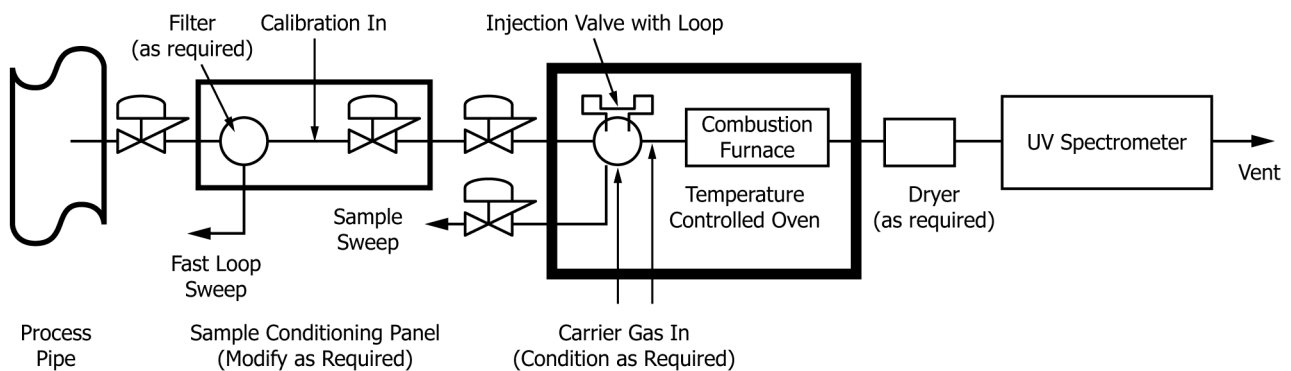 Filter
(as required)
Calibration In
Injection Valve with Loop
Combustion
Furnace
UV Spectrometer
Vent
Temperature
Controlled Oven
Dryer
(as required)
Sample
Sweep
Fast Loop
Sweep
Process
Pipe
Sample Conditioning Panel
(Modify as Required)
Carrier Gas In
(Condition as Required)